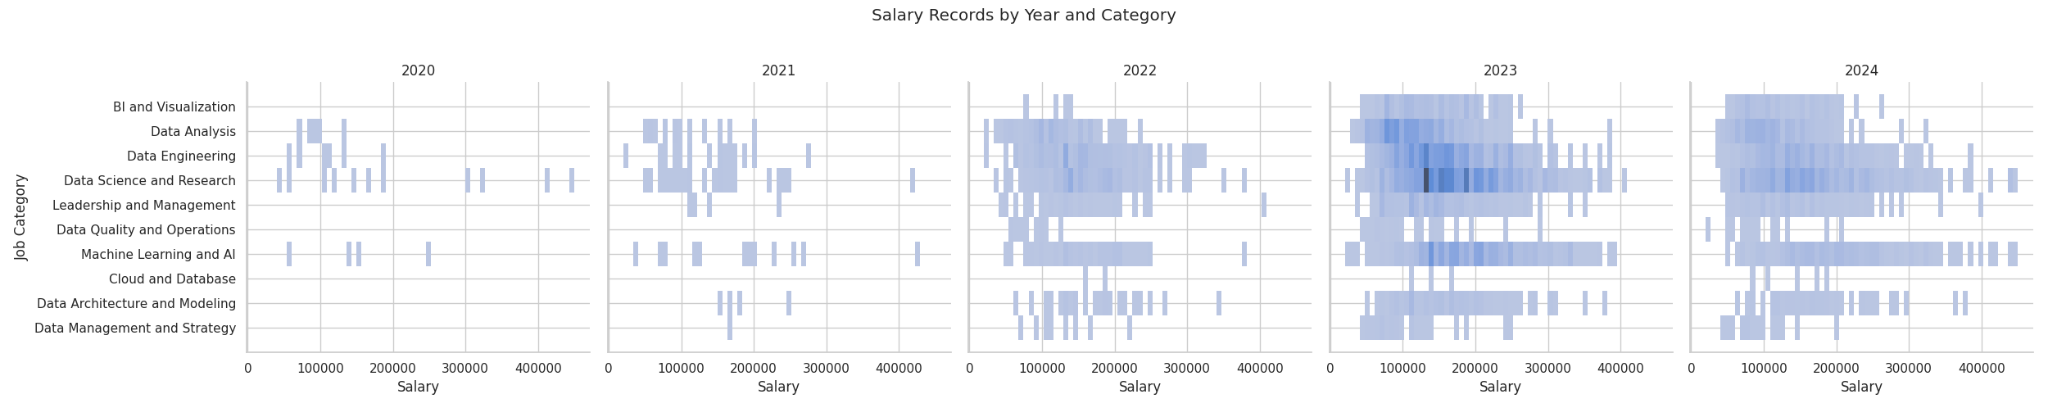 Salary Records by Year and Category
2020 2021 2022 2023 2024
Job Category
BI and Visualization
Data Analysis
Data Engineering
Data Science and Research
Leadership and Management
Data Quality and Operations
Machine Learning and AI
Cloud and Database
Data Architecture and Modeling
Data Management and Strategy
0 100000 200000 300000 400000 0 100000 200000 300000 400000 0 100000 200000 300000 400000 0 100000 200000 300000 400000 0 100000 200000 300000 400000
Salary Salary Salary Salary Salary